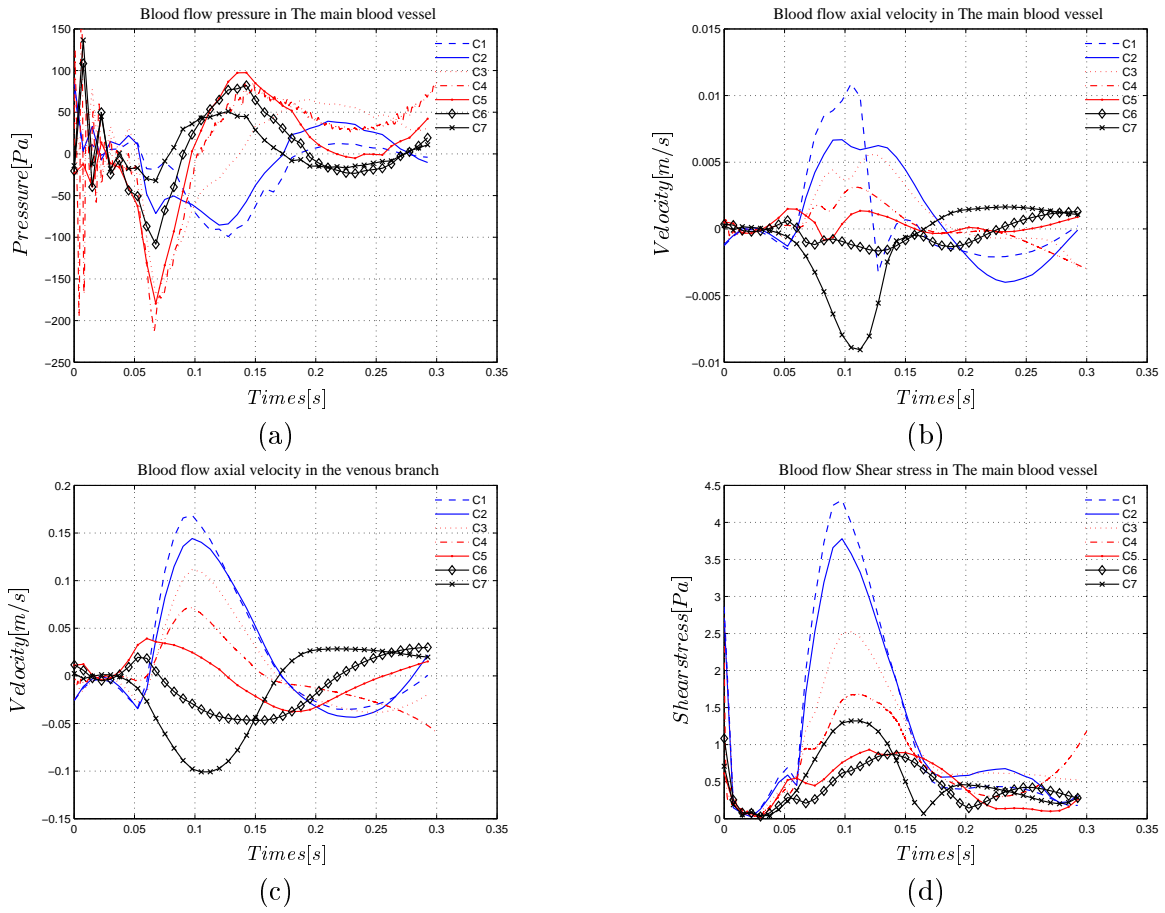 Blood flow pressure in The main blood vessel
150
100
50
0
−50
−100
−150
−200
−250
Pressure[Pa]
C1
C2
C3
C4
C5
C6
C7
0 0.05 0.1 0.15 0.2 0.25 0.3 0.35
Times[s]
(a)
Blood flow axial velocity in The main blood vessel
0.015
0.01
0.005
0
−0.005
−0.01
Velocity[m/s]
C1
C2
C3
C4
C5
C6
C7
0 0.05 0.1 0.15 0.2 0.25 0.3 0.35
Times[s]
(b)
Blood flow axial velocity in the venous branch
0.2
0.15
0.1
0.05
0
−0.05
−0.1
−0.15
Velocity[m/s]
C1
C2
C3
C4
C5
C6
C7
0 0.05 0.1 0.15 0.2 0.25 0.3 0.35
Times[s]
(c)
Blood flow Shear stress in The main blood vessel
4.5
4
3.5
3
2.5
2
1.5
1
0.5
0
Shearstress[Pa]
C1
C2
C3
C4
C5
C6
C7
0 0.05 0.1 0.15 0.2 0.25 0.3 0.35
Times[s]
(d)